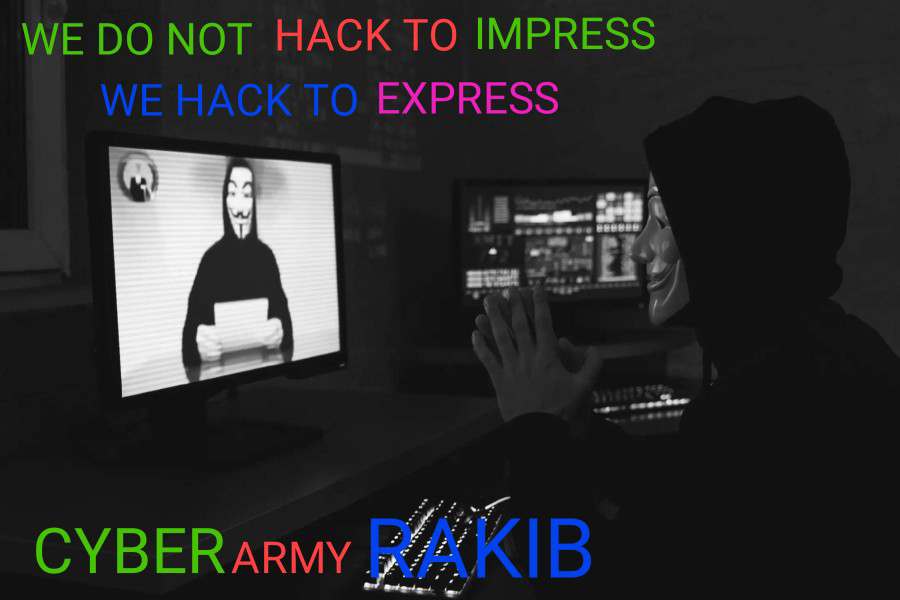 WE DO NOT HACK TO IMPRESS
WE HACK TO EXPRESS
CYBER ARMY RAKIB